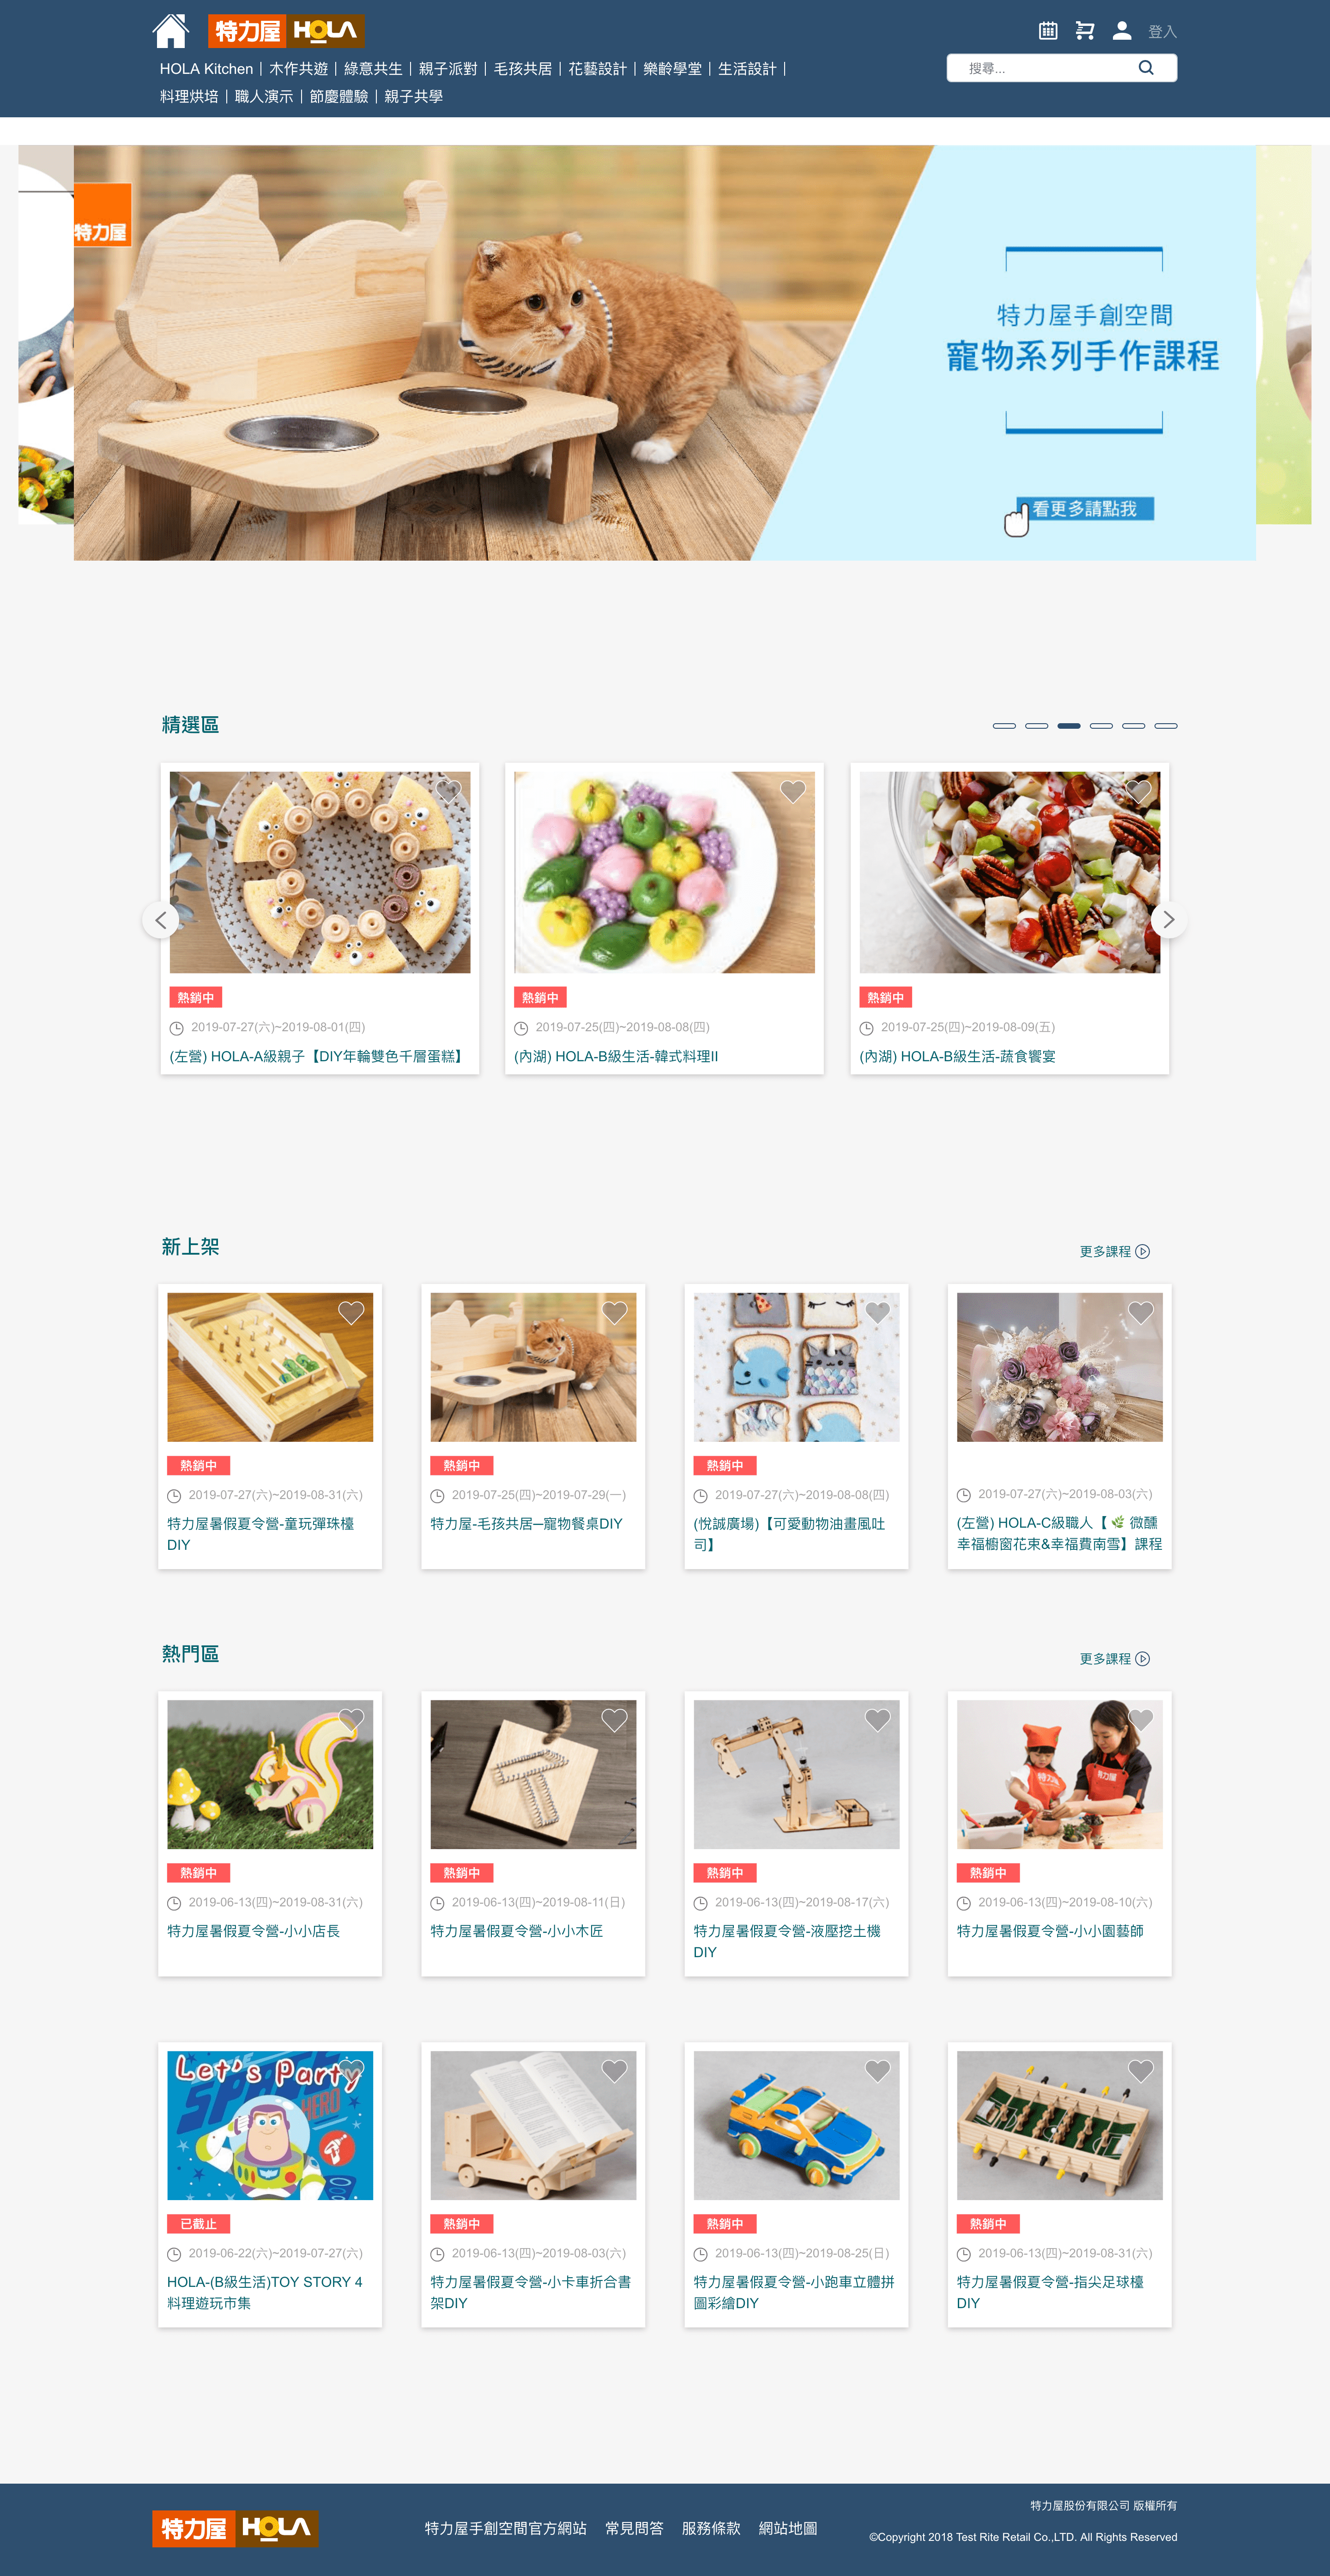 特力屋 HOLA
登入
HOLA Kitchen | 木作共遊 | 綠意共生 | 親子派對 | 毛孩共居 | 花藝設計 | 樂齡學堂 | 生活設計 |
搜尋...
料理烘培 | 職人演示 | 節慶體驗 | 親子共學
特力屋
特力屋手創空間
寵物系列手作課程
看更多請點我
精選區
熱銷中
2019-07-27(六)~2019-08-01(四)
(左營) HOLA-A級親子【DIY年輪雙色千層蛋糕】
熱銷中
2019-07-25(四)~2019-08-08(四)
(內湖) HOLA-B級生活-韓式料理II
熱銷中
2019-07-25(四)~2019-08-09(五)
(內湖) HOLA-B級生活-蔬食饗宴
新上架
更多課程
熱銷中
2019-07-27(六)~2019-08-31(六)
特力屋暑假夏令營-童玩彈珠檯
DIY
熱銷中
2019-07-25(四)~2019-07-29(一)
特力屋-毛孩共居—寵物餐桌DIY
熱銷中
2019-07-27(六)~2019-08-08(四)
(悅誠廣場)【可愛動物油畫風吐
司】
2019-07-27(六)~2019-08-03(六)
(左營) HOLA-C級職人【🌿 微醺
幸福櫥窗花束&幸福費南雪】課程
熱門區
更多課程
熱銷中
2019-06-13(四)~2019-08-31(六)
特力屋暑假夏令營-小小店長
熱銷中
2019-06-13(四)~2019-08-11(日)
特力屋暑假夏令營-小小木匠
熱銷中
2019-06-13(四)~2019-08-17(六)
特力屋暑假夏令營-液壓挖土機
DIY
特力屋
熱銷中
2019-06-13(四)~2019-08-10(六)
特力屋暑假夏令營-小小園藝師
Let's Party
SPACE
HERO
已截止
2019-06-22(六)~2019-07-27(六)
HOLA-(B級生活)TOY STORY 4
料理遊玩市集
熱銷中
2019-06-13(四)~2019-08-03(六)
特力屋暑假夏令營-小卡車折合書
架DIY
熱銷中
2019-06-13(四)~2019-08-25(日)
特力屋暑假夏令營-小跑車立體拼
圖彩繪DIY
熱銷中
2019-06-13(四)~2019-08-31(六)
特力屋暑假夏令營-指尖足球檯
DIY
特力屋 HOLA
特力屋手創空間官方網站 常見問答 服務條款 網站地圖
特力屋股份有限公司 版權所有
©Copyright 2018 Test Rite Retail Co.,LTD. All Rights Reserved